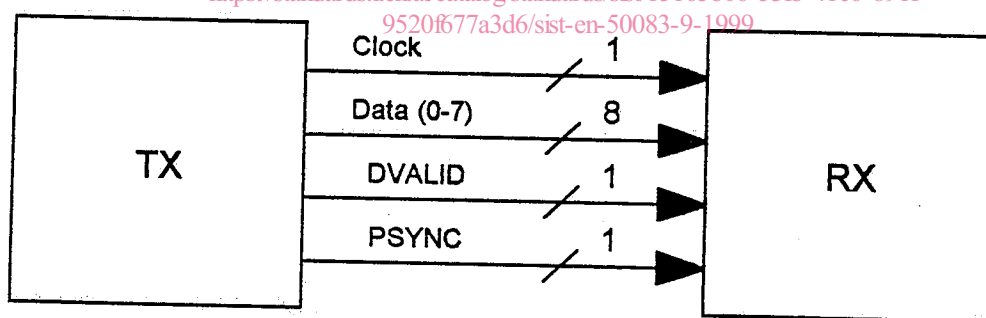 9520f677a3d6/sist-en-50083-9-1999
Clock 1
Data (0-7) 8
TX
DVALID 1
RX
PSYNC 1